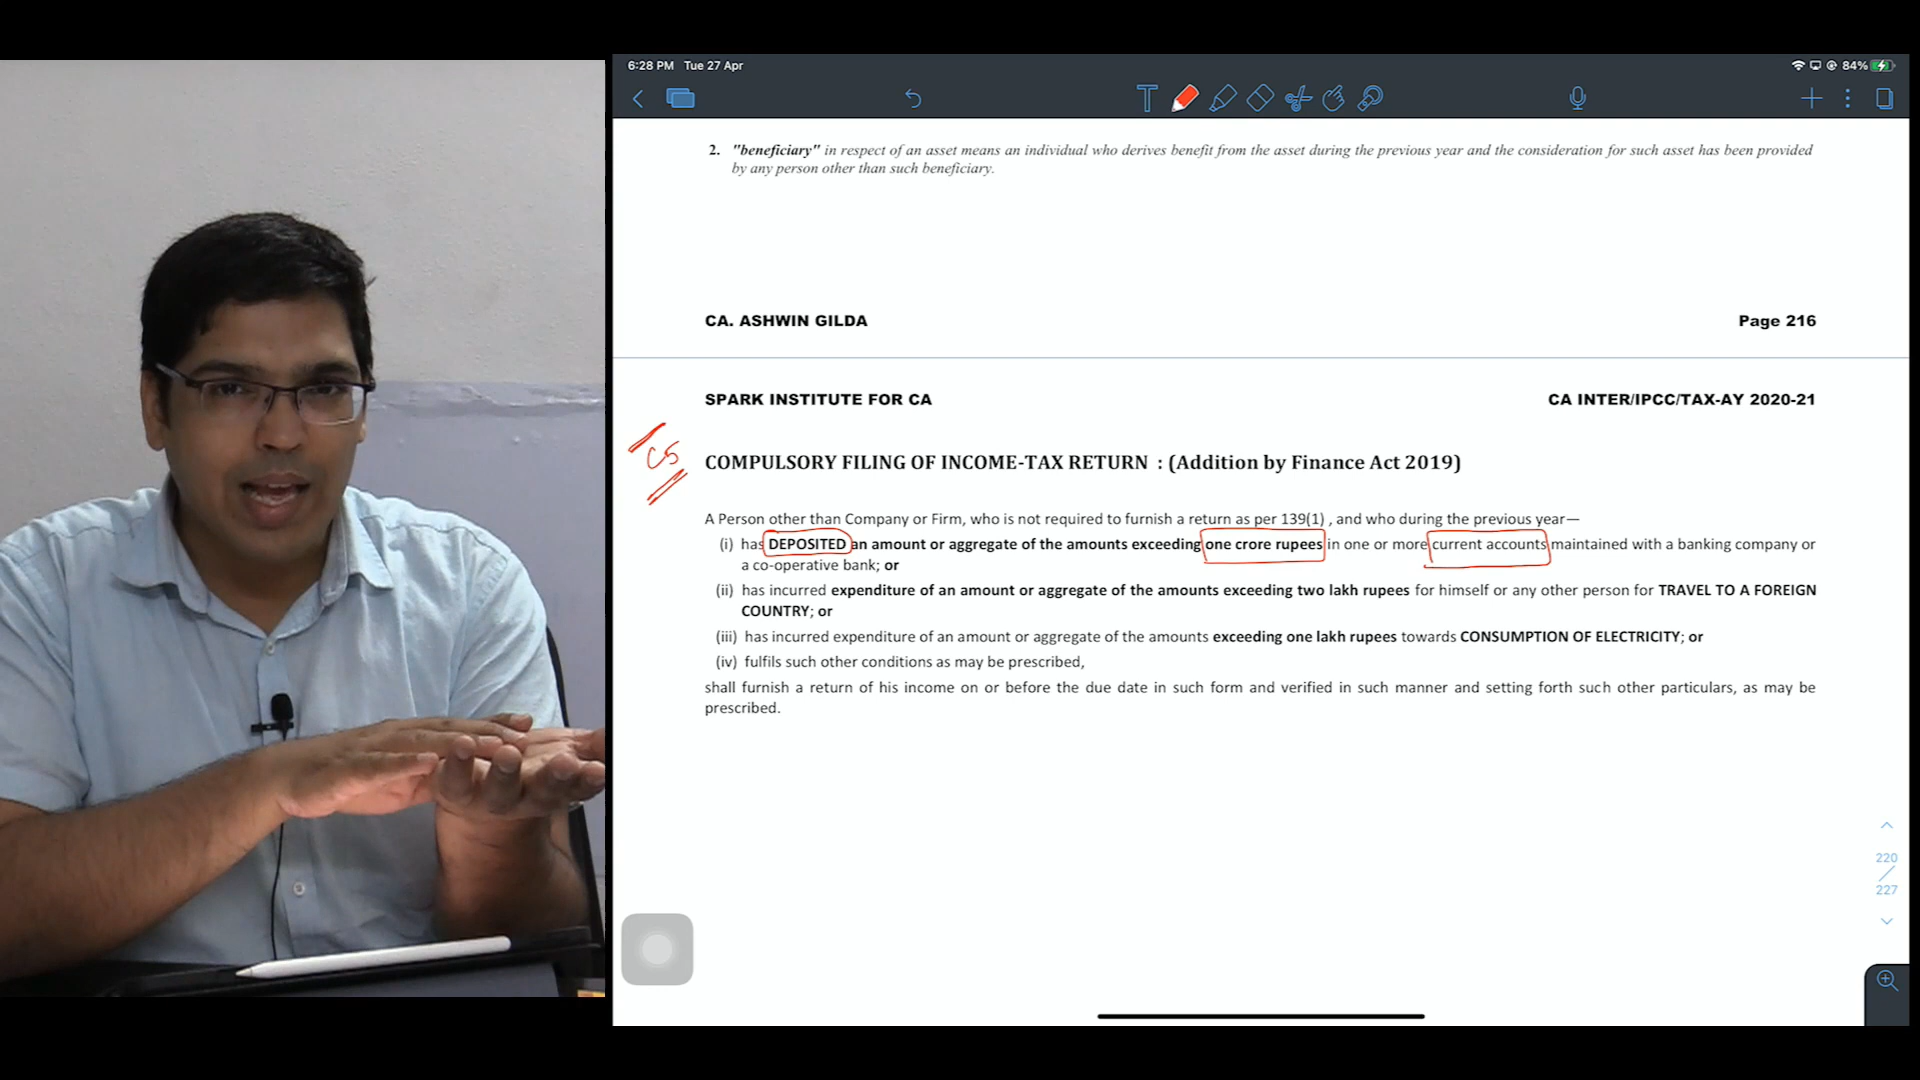 6:28 PM Tue 27 Apr
84%
2. "beneficiary" in respect of an asset means an individual who derives benefit from the asset during the previous year and the consideration for such asset has been provided
by any person other than such beneficiary.
CA. ASHWIN GILDA Page 216
SPARK INSTITUTE FOR CA CA INTER/IPCC/TAX-AY 2020-21
C5
COMPULSORY FILING OF INCOME-TAX RETURN : (Addition by Finance Act 2019)
A Person other than Company or Firm, who is not required to furnish a return as per 139(1) , and who during the previous year—
(i) has DEPOSITED an amount or aggregate of the amounts exceeding one crore rupees in one or more current accounts maintained with a banking company or
a co-operative bank; or
(ii) has incurred expenditure of an amount or aggregate of the amounts exceeding two lakh rupees for himself or any other person for TRAVEL TO A FOREIGN
COUNTRY; or
(iii) has incurred expenditure of an amount or aggregate of the amounts exceeding one lakh rupees towards CONSUMPTION OF ELECTRICITY; or
(iv) fulfils such other conditions as may be prescribed,
shall furnish a return of his income on or before the due date in such form and verified in such manner and setting forth such other particulars, as may be
prescribed.
220
/
227